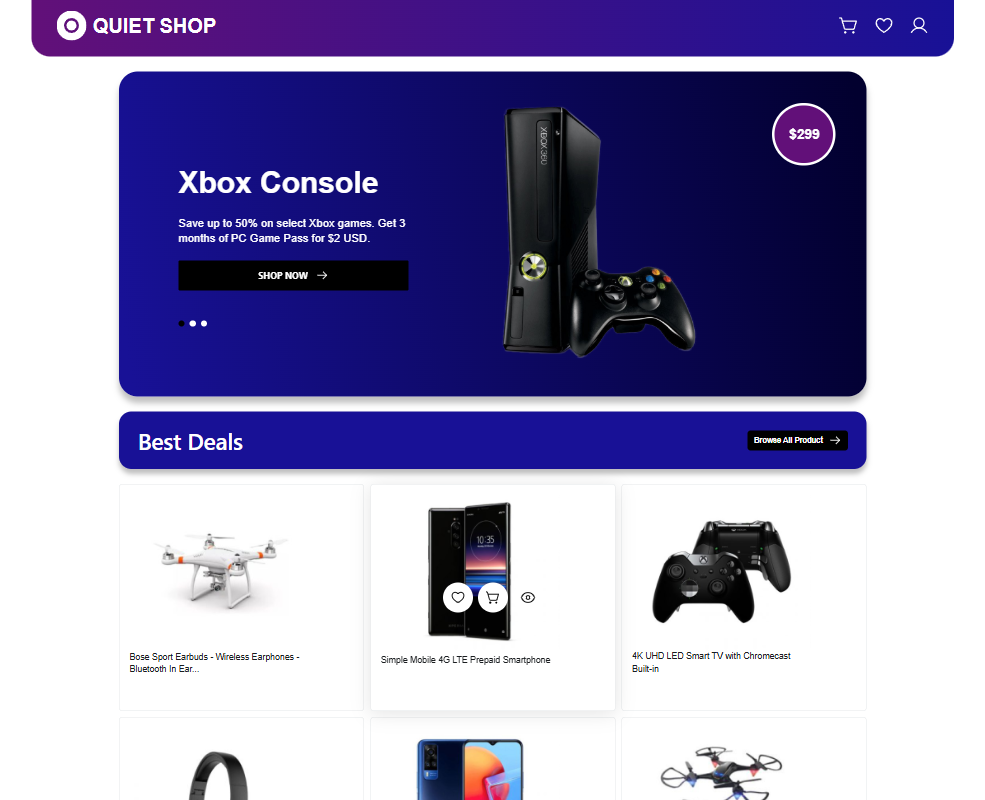 QUIET SHOP
$299
Xbox Console
Save up to 50% on select Xbox games. Get 3
months of PC Game Pass for $2 USD.
SHOP NOW
XBOX 360
Best Deals
Browse All Product
10:35
Bose Sport Earbuds - Wireless Earphones -
Bluetooth In Ear...
Simple Mobile 4G LTE Prepaid Smartphone
4K UHD LED Smart TV with Chromecast
Built-in